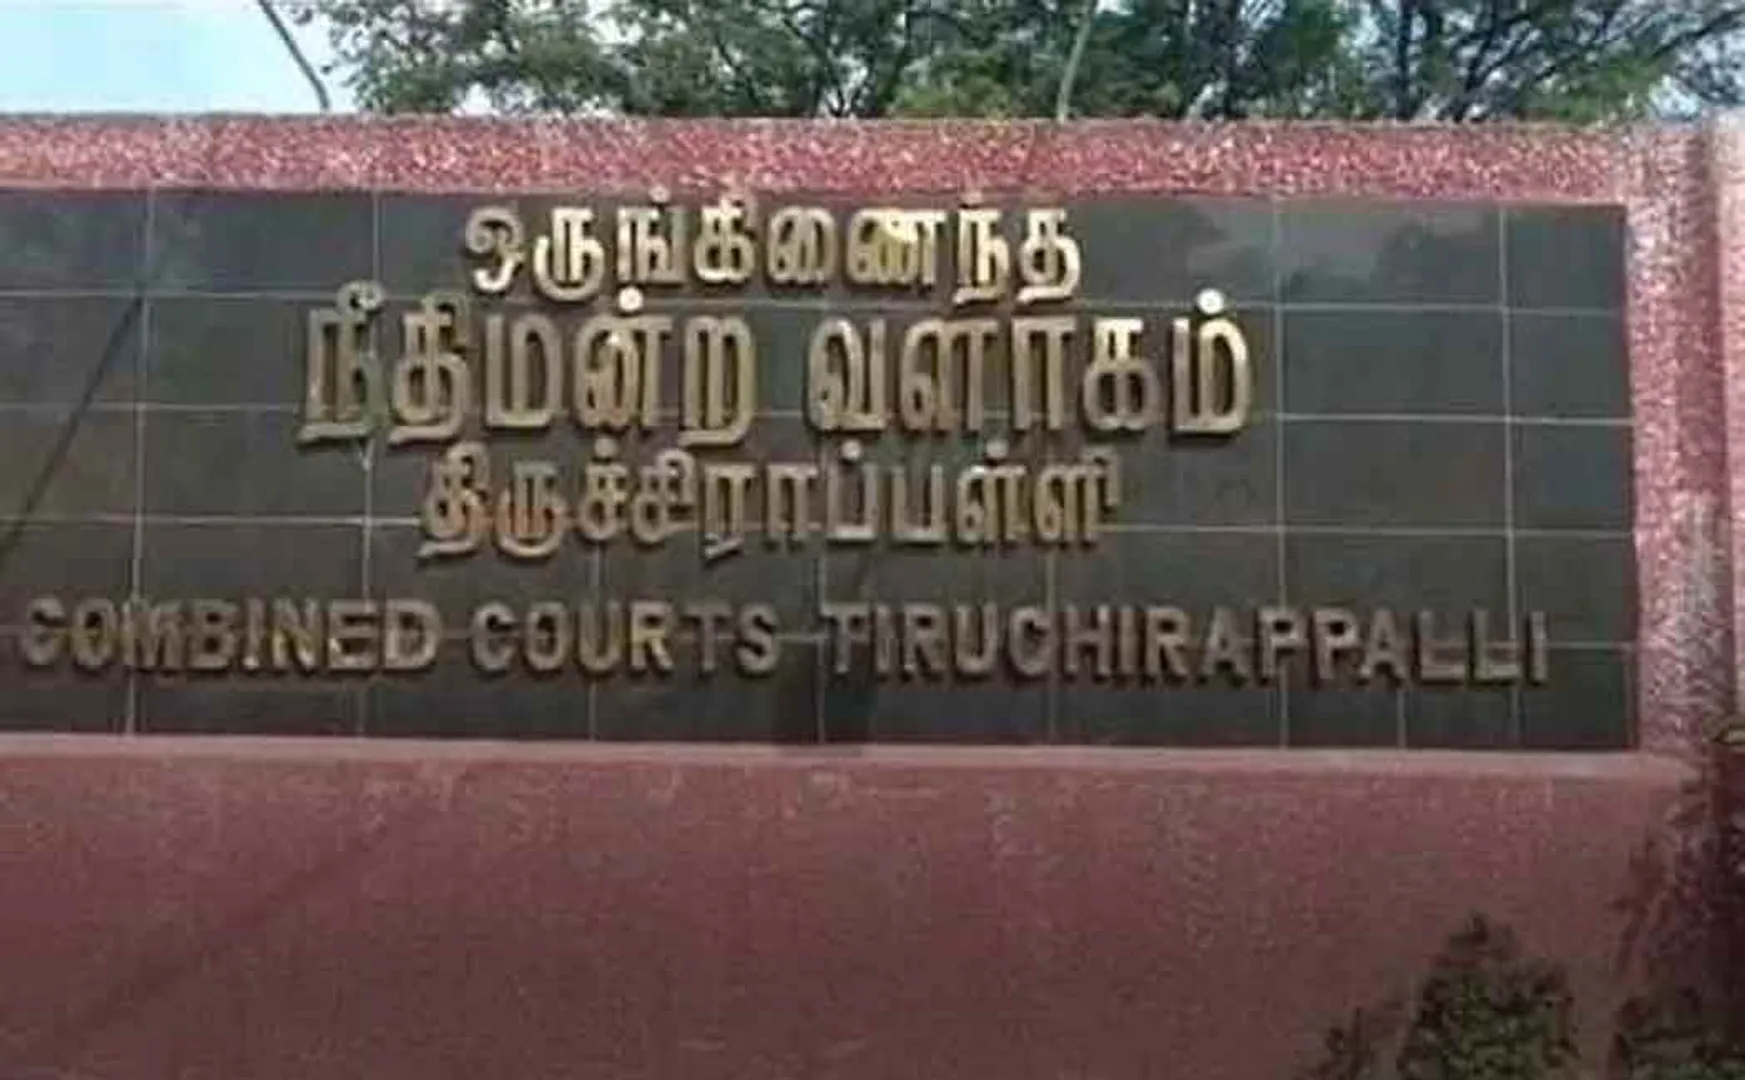 ஒருங்கிணைந்த
நீதிமன்ற வளாகம்
திருச்சிராப்பள்ளி
COMBINED COURTS TIRUCHIRAPPALLI